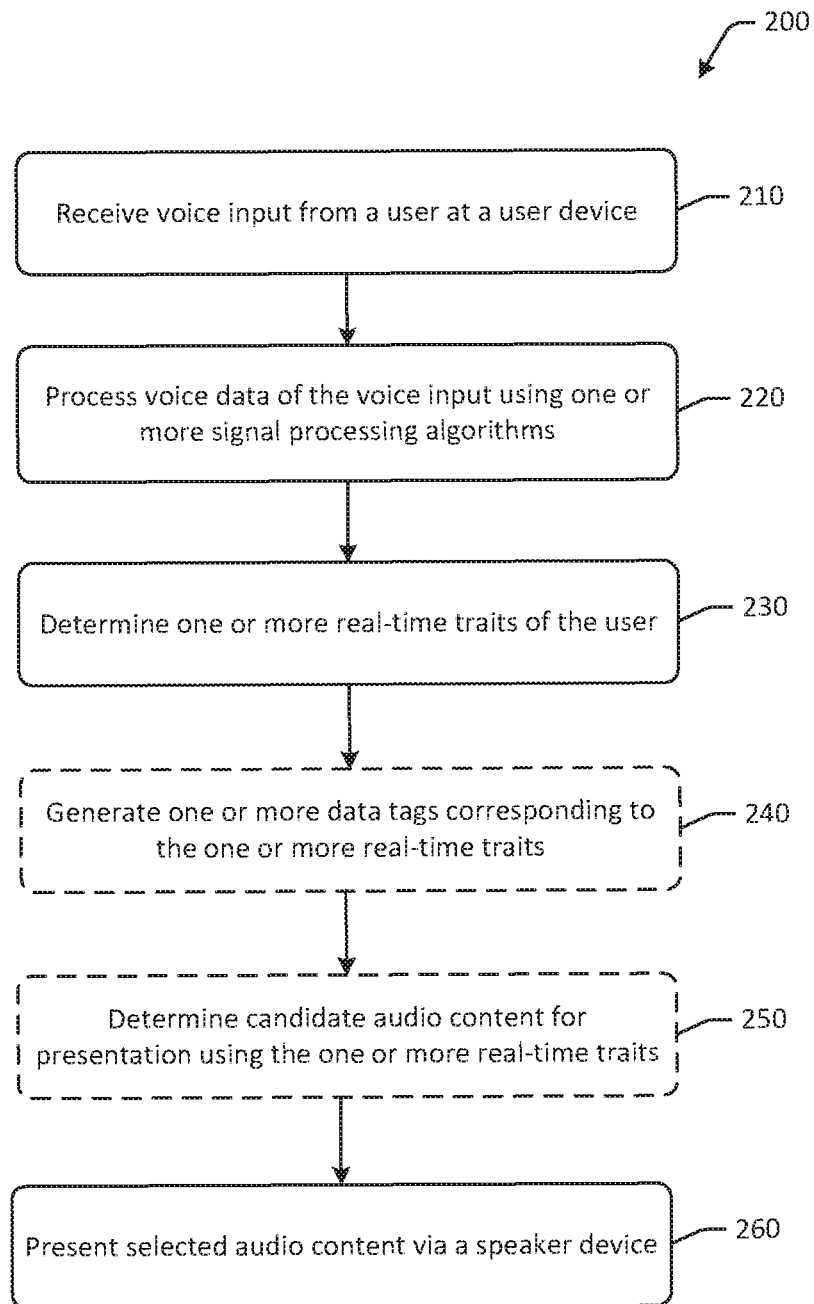 200
Receive voice input from a user at a user device
210
Process voice data of the voice input using one or
more signal processing algorithms
220
Determine one or more real-time traits of the user
230
Generate one or more data tags corresponding to
the one or more real-time traits
240
Determine candidate audio content for
presentation using the one or more real-time traits
250
Present selected audio content via a speaker device
260